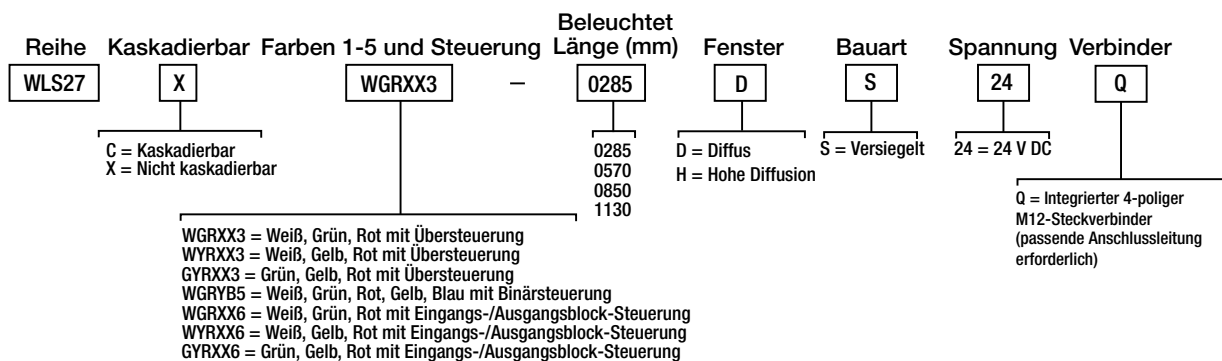 Reihe Kaskadierbar Farben 1-5 und Steuerung Beleuchtet Länge (mm) Fenster Bauart Spannung Verbinder
WLS27 X WGRXX3 – 0285 D S 24 Q
C = Kaskadierbar
X = Nicht kaskadierbar
WGRXX3 = Weiß, Grün, Rot mit Übersteuerung
WYRXX3 = Weiß, Gelb, Rot mit Übersteuerung
GYRXX3 = Grün, Gelb, Rot mit Übersteuerung
WGRYB5 = Weiß, Grün, Rot, Gelb, Blau mit Binärsteuerung
WGRXX6 = Weiß, Grün, Rot mit Eingangs-/Ausgangsblock-Steuerung
WYRXX6 = Weiß, Gelb, Rot mit Eingangs-/Ausgangsblock-Steuerung
GYRXX6 = Grün, Gelb, Rot mit Eingangs-/Ausgangsblock-Steuerung
0285
0570
0850
1130
D = Diffus
H = Hohe Diffusion
S = Versiegelt
24 = 24 V DC
Q = Integrierter 4-poliger
M12-Steckverbinder
(passende Anschlussleitung
erforderlich)